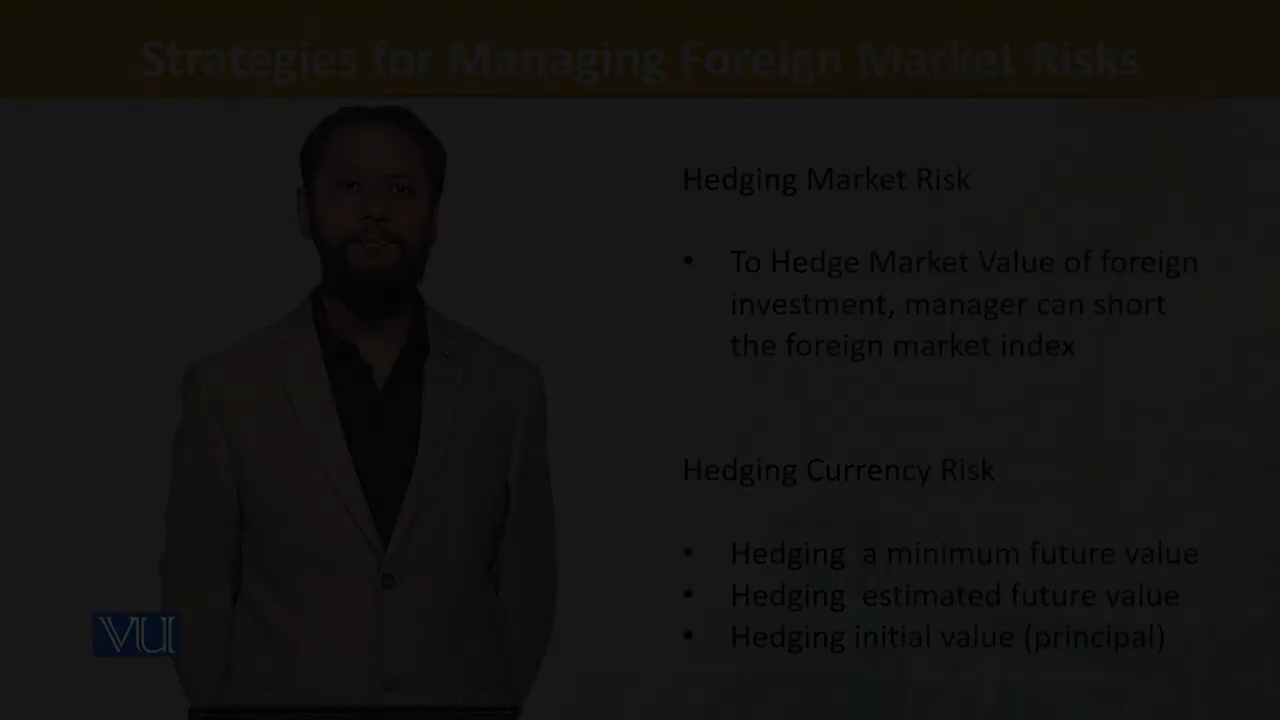 Strategies for Managing Foreign Market Risks
Hedging Market Risk
• To Hedge Market Value of foreign
investment, manager can short
the foreign market index
Hedging Currency Risk
• Hedging a minimum future value
• Hedging estimated future value
• Hedging initial value (principal)
VU